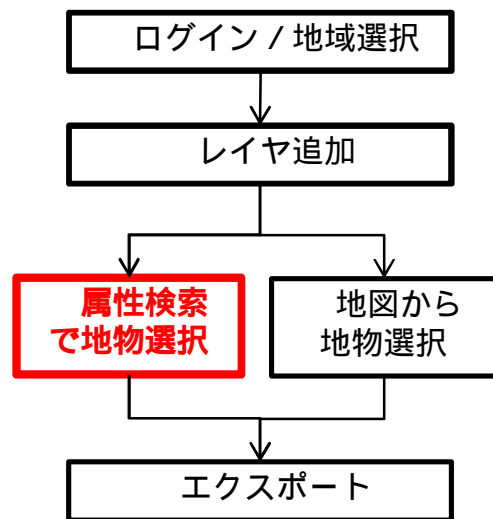 ログイン / 地域選択
レイヤ追加
属性検索
で地物選択
地図から
地物選択
エクスポート